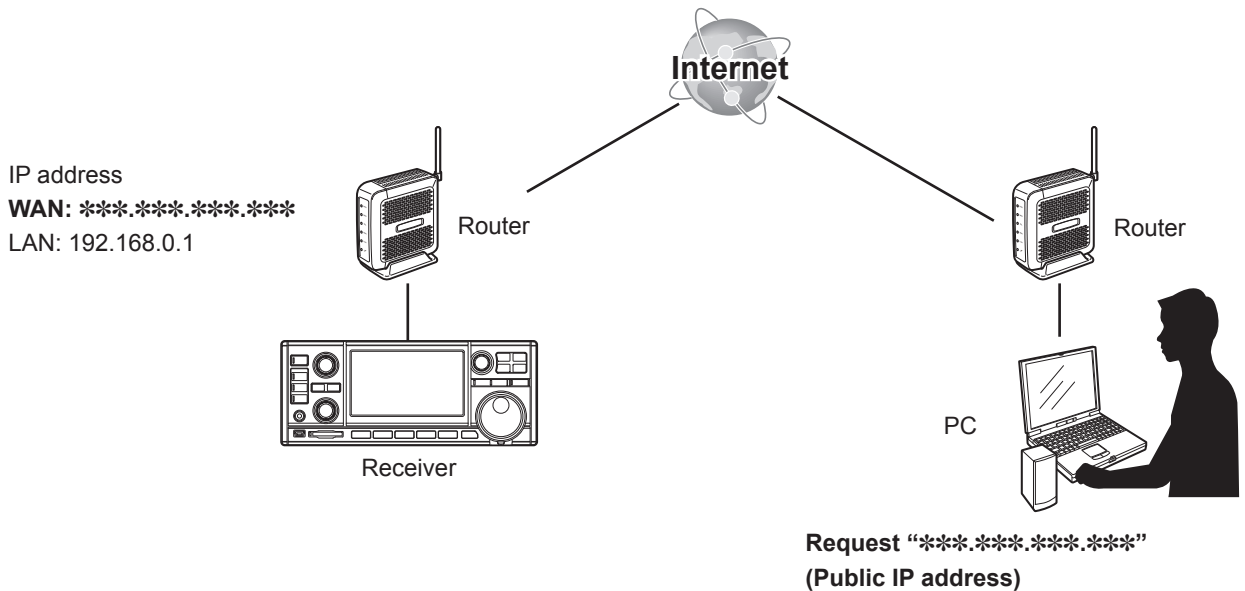 Internet
IP address
WAN: ***.***.***.***
LAN: 192.168.0.1
Router
Router
Receiver
PC
Request “***.***.***.***”
(Public IP address)